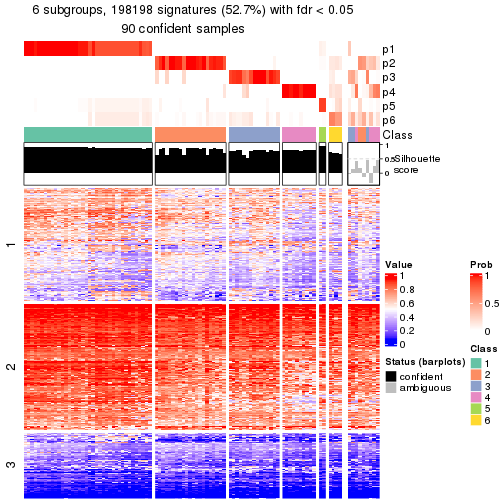 6 subgroups, 198198 signatures (52.7%) with fdr < 0.05
90 confident samples
p1
p2
p3
p4
p5
p6
Class
1
0.5
0
Silhouette
score
1
2
3
Value
1
0.8
0.6
0.4
0.2
0
Status (barplots)
confident
ambiguous
Prob
1
0.5
0
Class
1
2
3
4
5
6